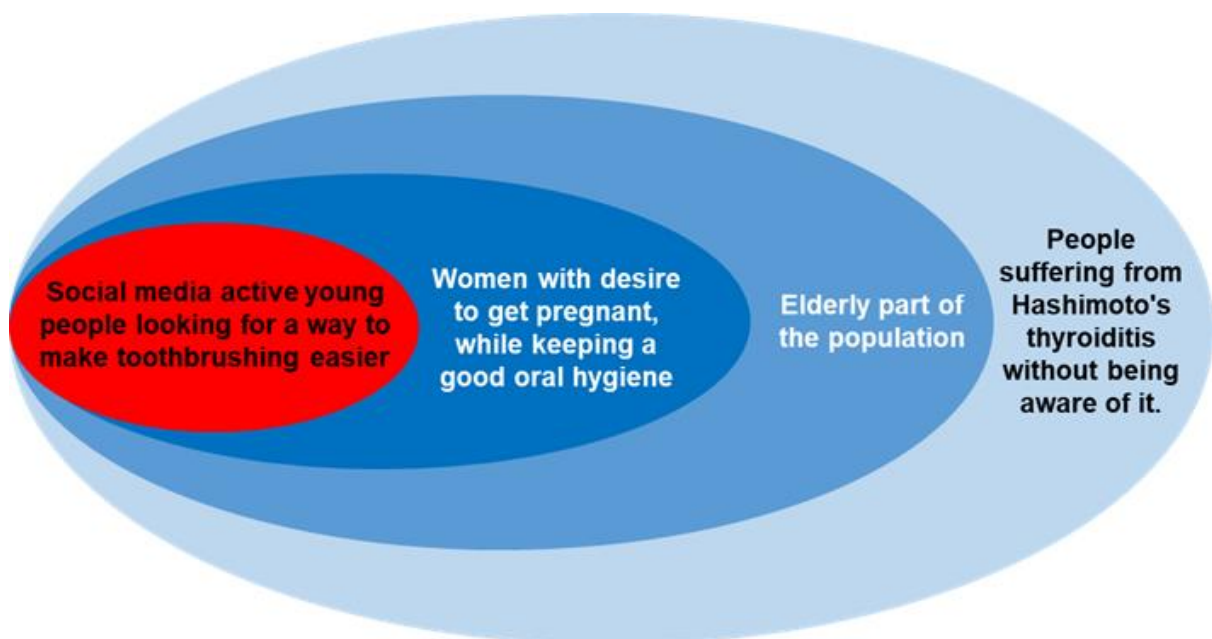 Social media active young
people looking for a way to
make toothbrushing easier
Women with desire
to get pregnant,
while keeping a
good oral hygiene
Elderly part of
the population
People
suffering from
Hashimoto's
thyroiditis
without being
aware of it.